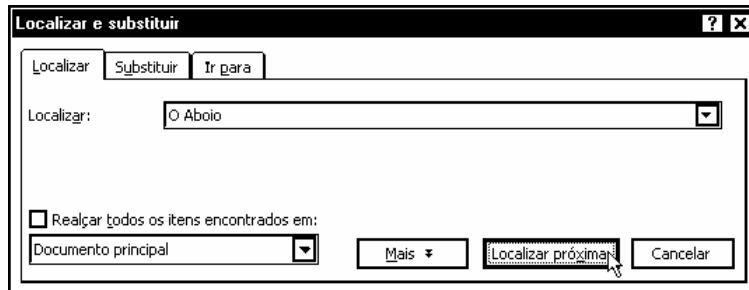 Localizar e substituir
Localizar Substituir Ir para
Localizar: O Aboio
Realçar todos os itens encontrados em:
Documento principal Mais Localizar próxima Cancelar